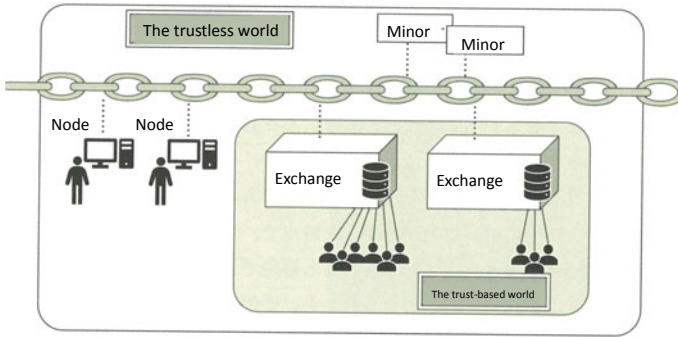 The trustless world
Minor
Minor
Node
Node
Exchange
Exchange
The trust-based world